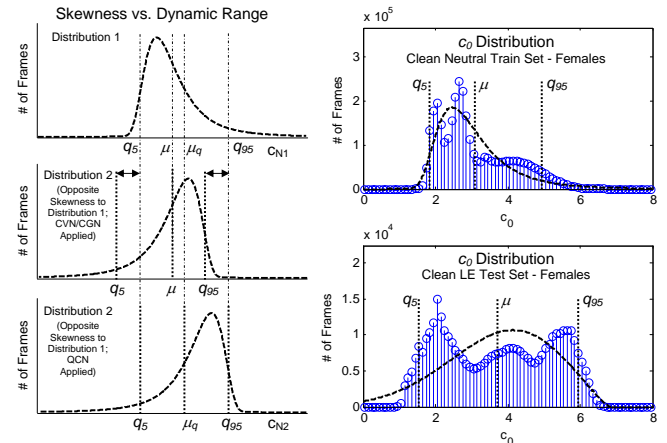 Skewness vs. Dynamic Range
Distribution 1
# of Frames
q5 μ μq q95 cN1
Distribution 2
(Opposite
Skewness to
Distribution 1;
CVN/CGN
Applied)
# of Frames
q5 μ q95
Distribution 2
(Opposite
Skewness to
Distribution 1;
QCN
Applied)
# of Frames
q5 μq q95 cN2
x 10^5
c0 Distribution
Clean Neutral Train Set - Females
q5 μ q95
# of Frames
3
2
1
0
0 2 4 6 8
c0
x 10^4
c0 Distribution
Clean LE Test Set - Females
q5 μ q95
# of Frames
2
1.5
1
0.5
0
0 2 4 6 8
c0